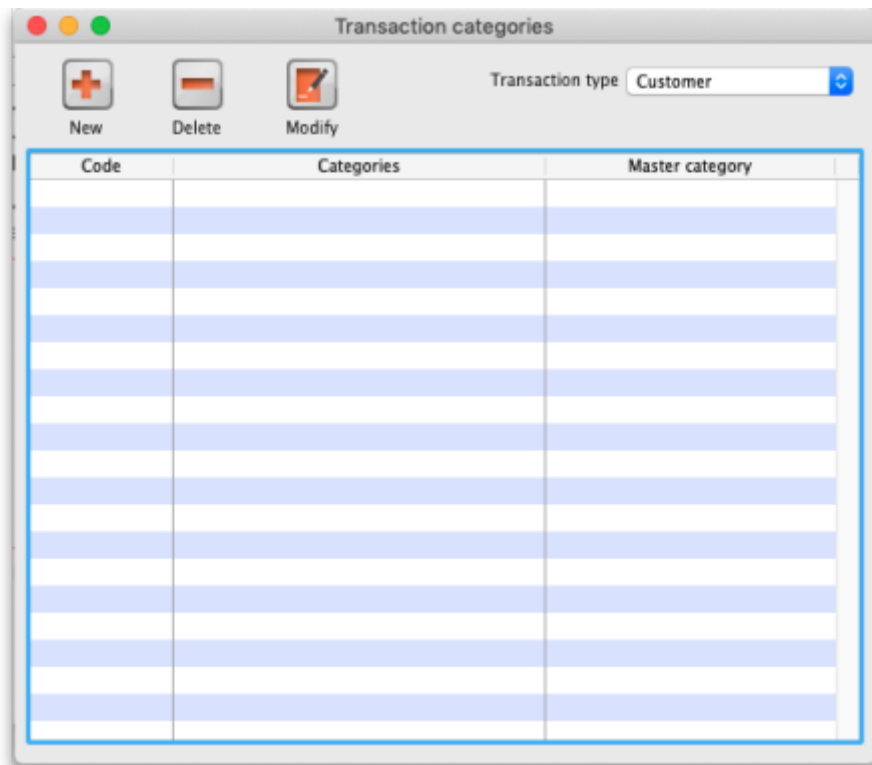 Transaction categories
Transaction type Customer
New Delete Modify
Code Categories Master category